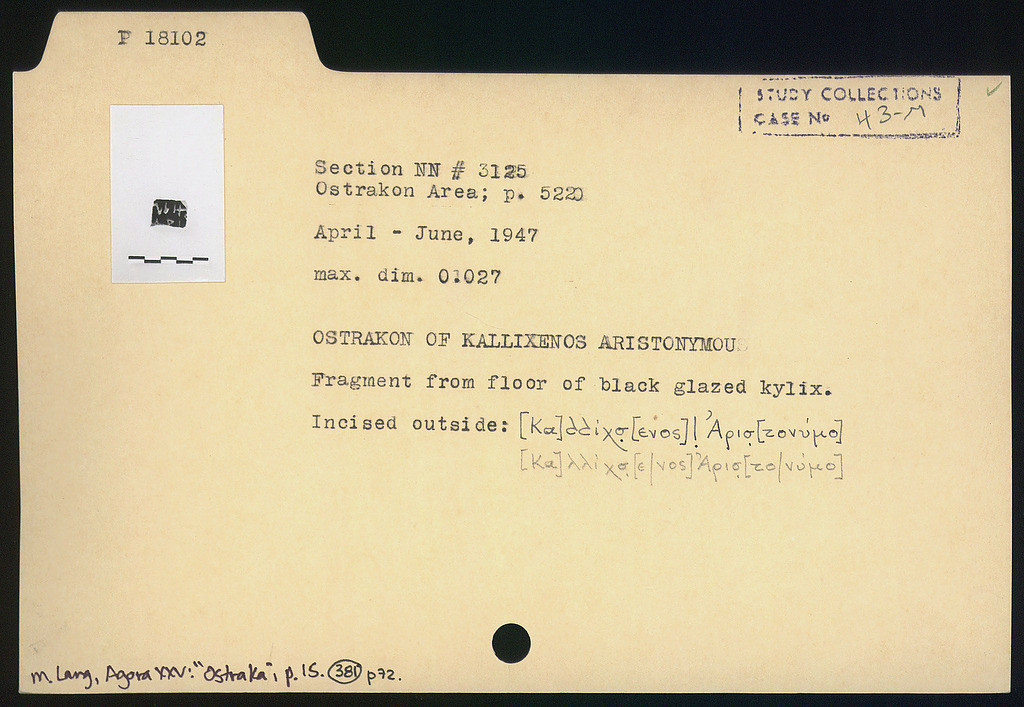 P 18102
STUDY COLLECTIONS
CASE No 43-M
Section NN # 3125
Ostrakon Area; p. 5220
April - June, 1947
max. dim. 0.027
OSTRAKON OF KALLIXENOS ARISTONYMOU
Fragment from floor of black glazed kylix.
Incised outside: [Κα]λλίχσ̣[ενος]| Ἀρισ̣[τονύμο]
[Κα]λλίχσ̣[ε|νος] Ἀρισ̣[το|νύμο]
M. Lang, Agora XXV: "Ostraka", p. 15. 381 p72.